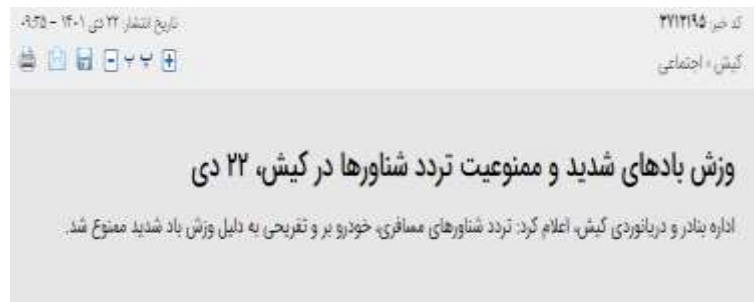 کد خبر: ۳۷۱۳۱۹۵
تاریخ انتشار: ۲۲ دی ۱۴۰۱ - ۰۹:۲۵
کیش » اجتماعی
پ پ
وزش بادهای شدید و ممنوعیت تردد شناورها در کیش، ۲۲ دی
اداره بنادر و دریانوردی کیش، اعلام کرد: تردد شناورهای مسافری، خودرو بر و تفریحی به دلیل وزش باد شدید ممنوع شد.